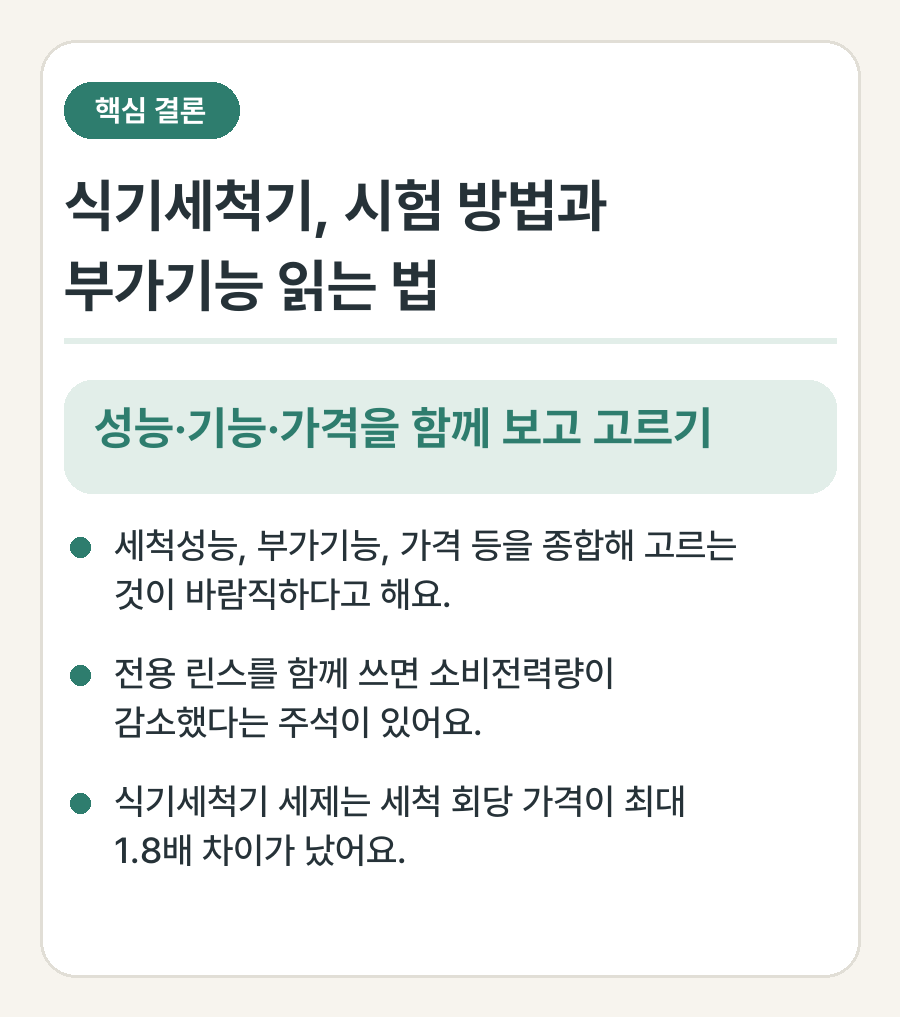 핵심 결론
식기세척기, 시험 방법과
부가기능 읽는 법
성능·기능·가격을 함께 보고 고르기
세척성능, 부가기능, 가격 등을 종합해 고르는
것이 바람직하다고 해요.
전용 린스를 함께 쓰면 소비전력량이
감소했다는 주석이 있어요.
식기세척기 세제는 세척 회당 가격이 최대
1.8배 차이가 났어요.